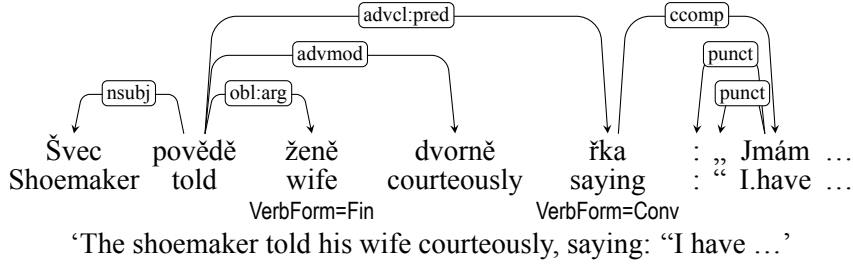 advcl:pred ccomp
advmod punct
nsubj obl:arg punct
Švec povědě ženě dvorně řka : „ Jmám …
Shoemaker told wife courteously saying : “ I.have …
VerbForm=Fin VerbForm=Conv
‘The shoemaker told his wife courteously, saying: “I have …’